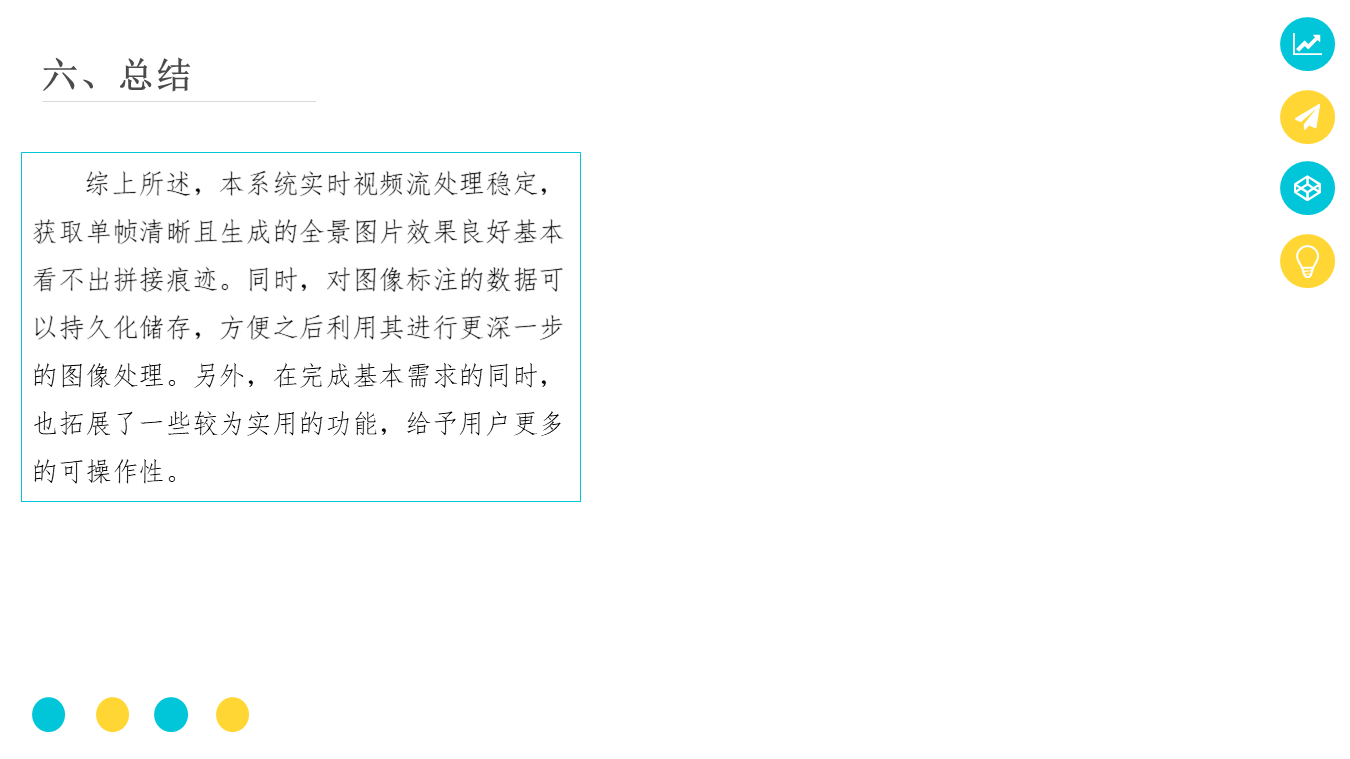 六、总结
综上所述，本系统实时视频流处理稳定，
获取单帧清晰且生成的全景图片效果良好基本
看不出拼接痕迹。同时，对图像标注的数据可
以持久化储存，方便之后利用其进行更深一步
的图像处理。另外，在完成基本需求的同时，
也拓展了一些较为实用的功能，给予用户更多
的可操作性。